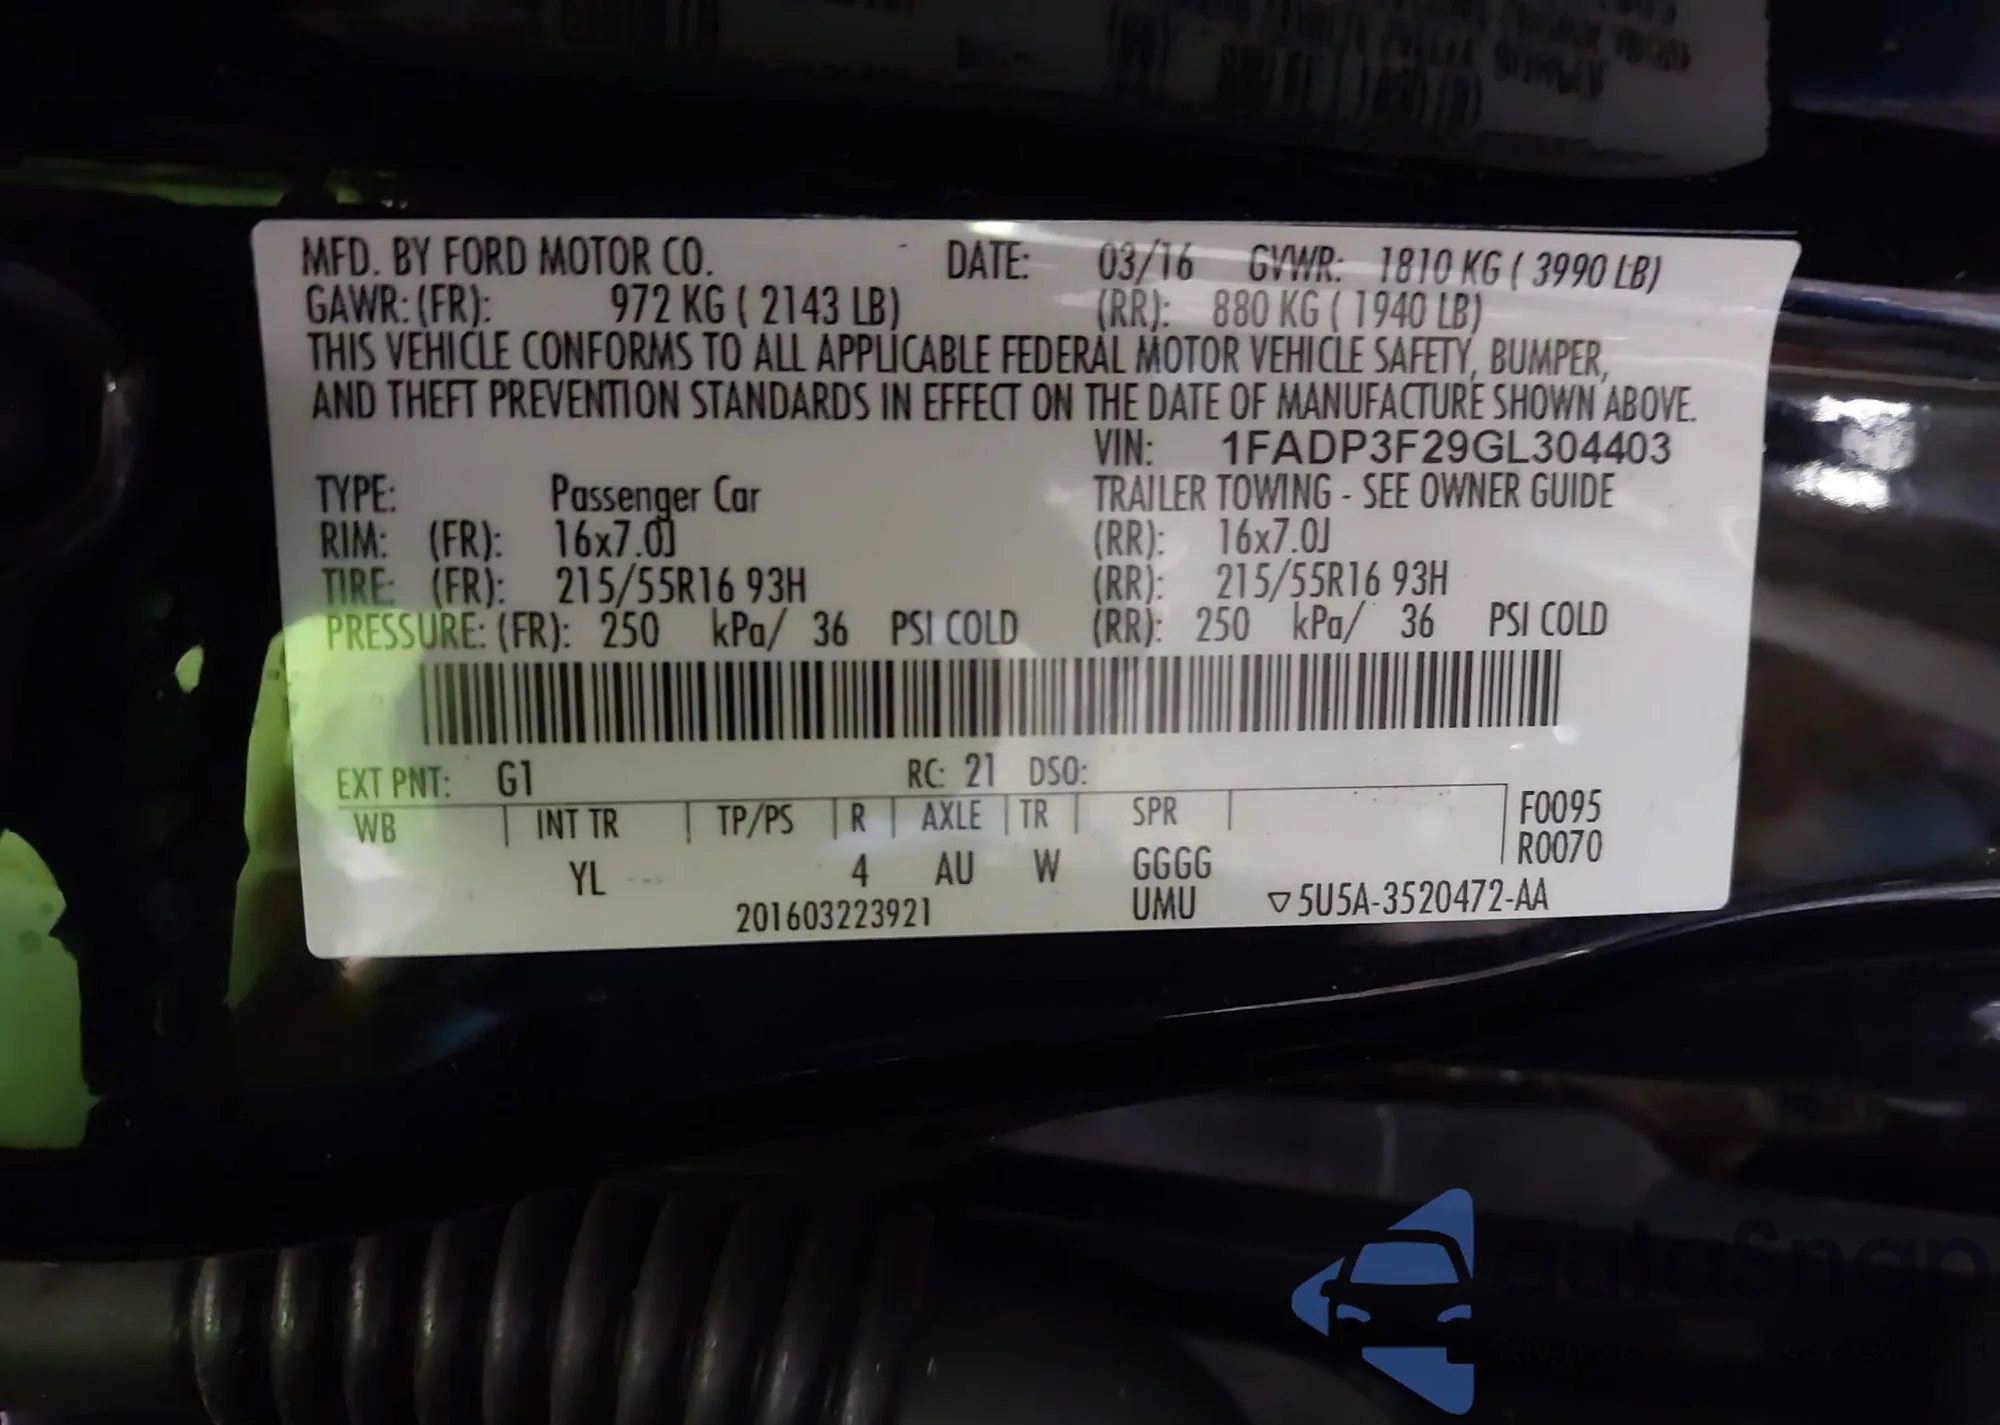 MFD. BY FORD MOTOR CO. DATE: 03/16 GVWR: 1810 KG ( 3990 LB)
GAWR: (FR): 972 KG ( 2143 LB) (RR): 880 KG ( 1940 LB)
THIS VEHICLE CONFORMS TO ALL APPLICABLE FEDERAL MOTOR VEHICLE SAFETY, BUMPER,
AND THEFT PREVENTION STANDARDS IN EFFECT ON THE DATE OF MANUFACTURE SHOWN ABOVE.
VIN: 1FADP3F29GL304403
TYPE: Passenger Car TRAILER TOWING - SEE OWNER GUIDE
RIM: (FR): 16x7.0J (RR): 16x7.0J
TIRE: (FR): 215/55R16 93H (RR): 215/55R16 93H
PRESSURE: (FR): 250 kPa/ 36 PSI COLD (RR): 250 kPa/ 36 PSI COLD
EXT PNT: G1 RC: 21 DSO:
WB INT TR TP/PS R AXLE TR SPR F0095
R0070
YL 4 AU W GGGG
201603223921 UMU ▽5U5A-3520472-AA
autoSnap